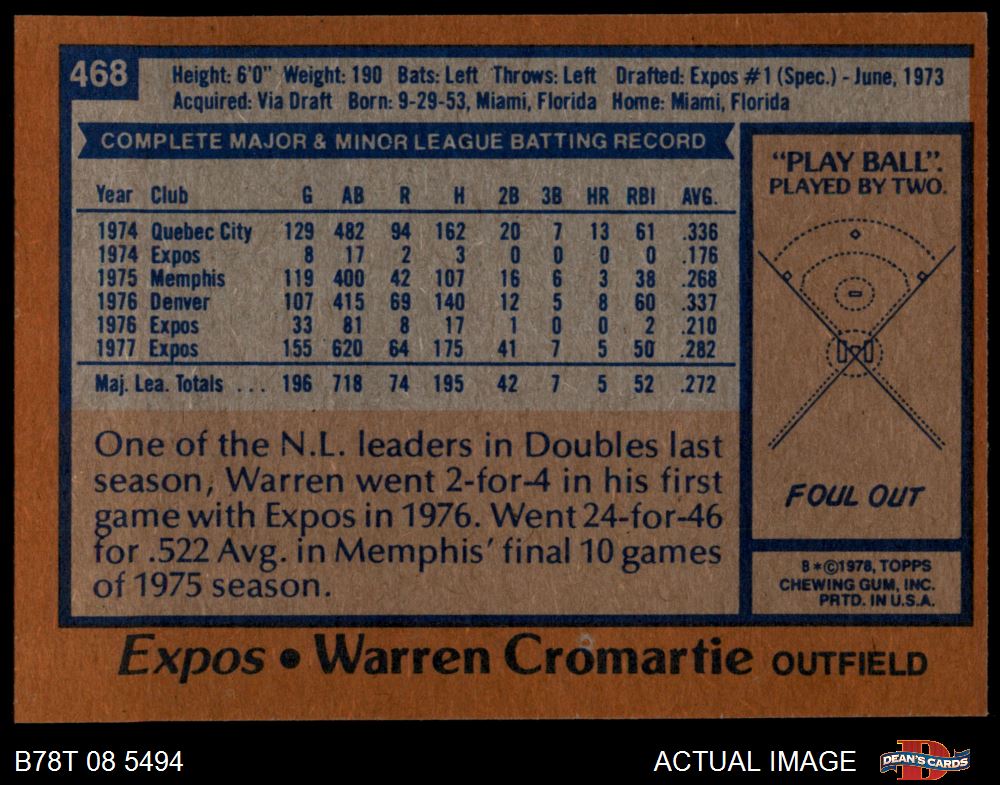 468
Height: 6'0" Weight: 190 Bats: Left Throws: Left Drafted: Expos #1 (Spec.) - June, 1973
Acquired: Via Draft Born: 9-29-53, Miami, Florida Home: Miami, Florida
COMPLETE MAJOR & MINOR LEAGUE BATTING RECORD
Year Club G AB R H 2B 3B HR RBI AVG.
1974 Quebec City 129 482 94 162 20 7 13 61 .336
1974 Expos 8 17 2 3 0 0 0 0 .176
1975 Memphis 119 400 42 107 16 6 3 38 .268
1976 Denver 107 415 69 140 12 5 8 60 .337
1976 Expos 33 81 8 17 1 0 0 2 .210
1977 Expos 155 620 64 175 41 7 5 50 .282
Maj. Lea. Totals ... 196 718 74 195 42 7 5 52 .272
One of the N.L. leaders in Doubles last
season, Warren went 2-for-4 in his first
game with Expos in 1976. Went 24-for-46
for .522 Avg. in Memphis' final 10 games
of 1975 season.
"PLAY BALL".
PLAYED BY TWO.
FOUL OUT
B*©1978, TOPPS
CHEWING GUM, INC.
PRTD. IN U.S.A.
Expos • Warren Cromartie OUTFIELD
B78T 08 5494
ACTUAL IMAGE
D
DEAN'S CARDS